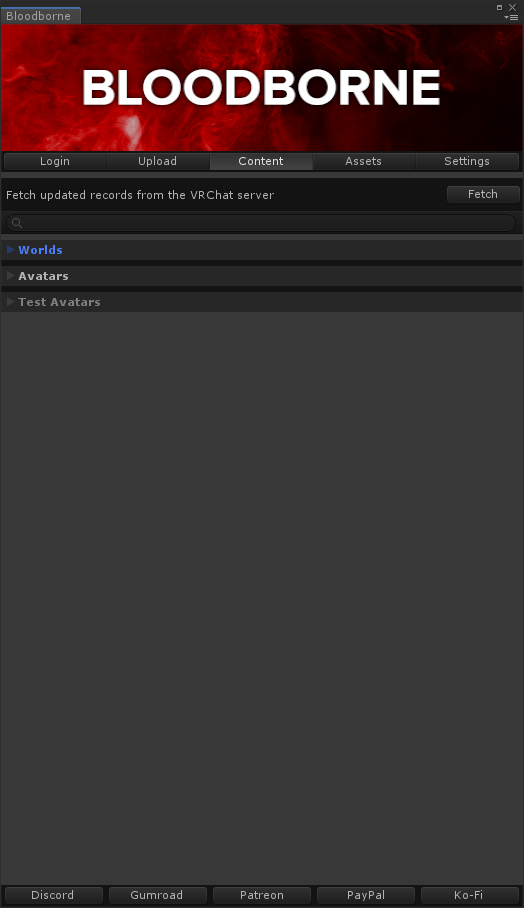 Bloodborne
BLOODBORNE
Login Upload Content Assets Settings
Fetch updated records from the VRChat server Fetch
Worlds
Avatars
Test Avatars
Discord Gumroad Patreon PayPal Ko-Fi